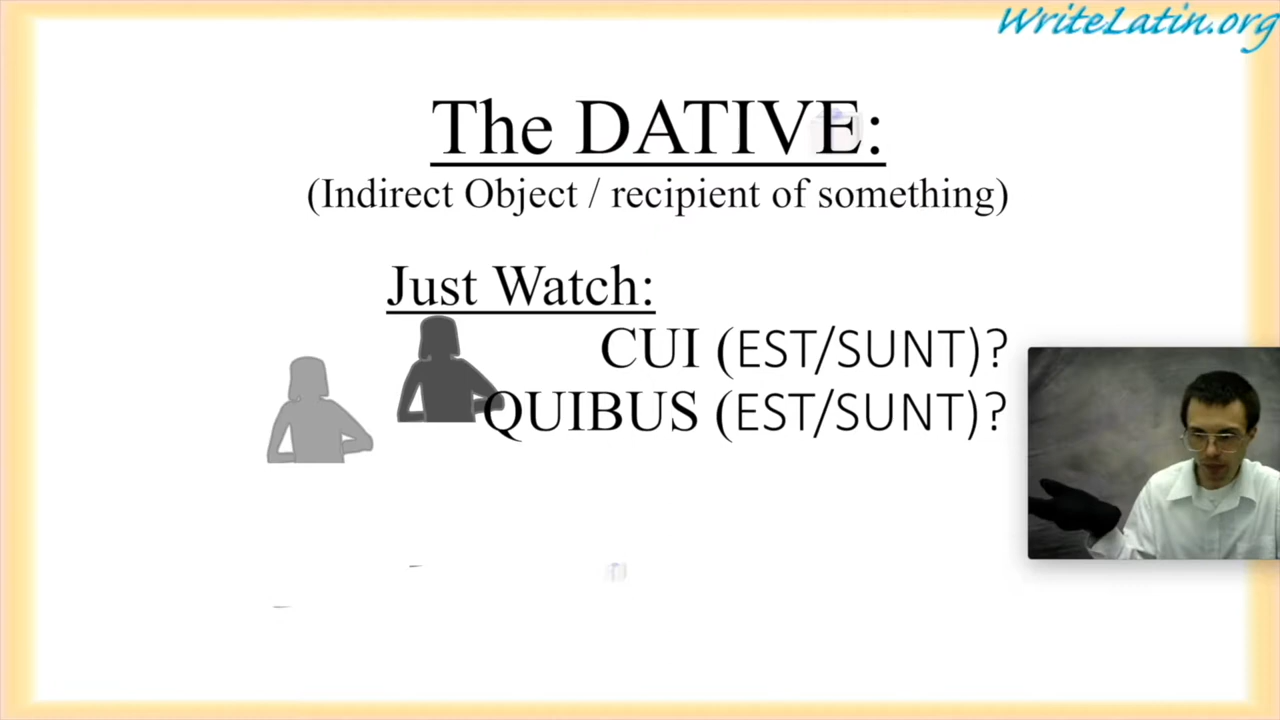 WriteLatin.org
The DATIVE:
(Indirect Object / recipient of something)
Just Watch:
CUI (EST/SUNT)?
QUIBUS (EST/SUNT)?